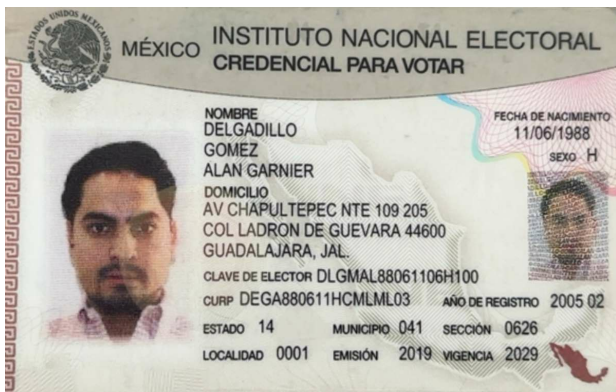 ESTADOS UNIDOS MEXICANOS
MÉXICO INSTITUTO NACIONAL ELECTORAL
CREDENCIAL PARA VOTAR
NOMBRE
DELGADILLO
GOMEZ
ALAN GARNIER
FECHA DE NACIMIENTO
11/06/1988
SEXO H
DOMICILIO
AV CHAPULTEPEC NTE 109 205
COL LADRON DE GUEVARA 44600
GUADALAJARA, JAL.
CLAVE DE ELECTOR DLGMAL88061106H100
CURP DEGA880611HCMLML03 AÑO DE REGISTRO 2005 02
ESTADO 14 MUNICIPIO 041 SECCIÓN 0626
LOCALIDAD 0001 EMISIÓN 2019 VIGENCIA 2029